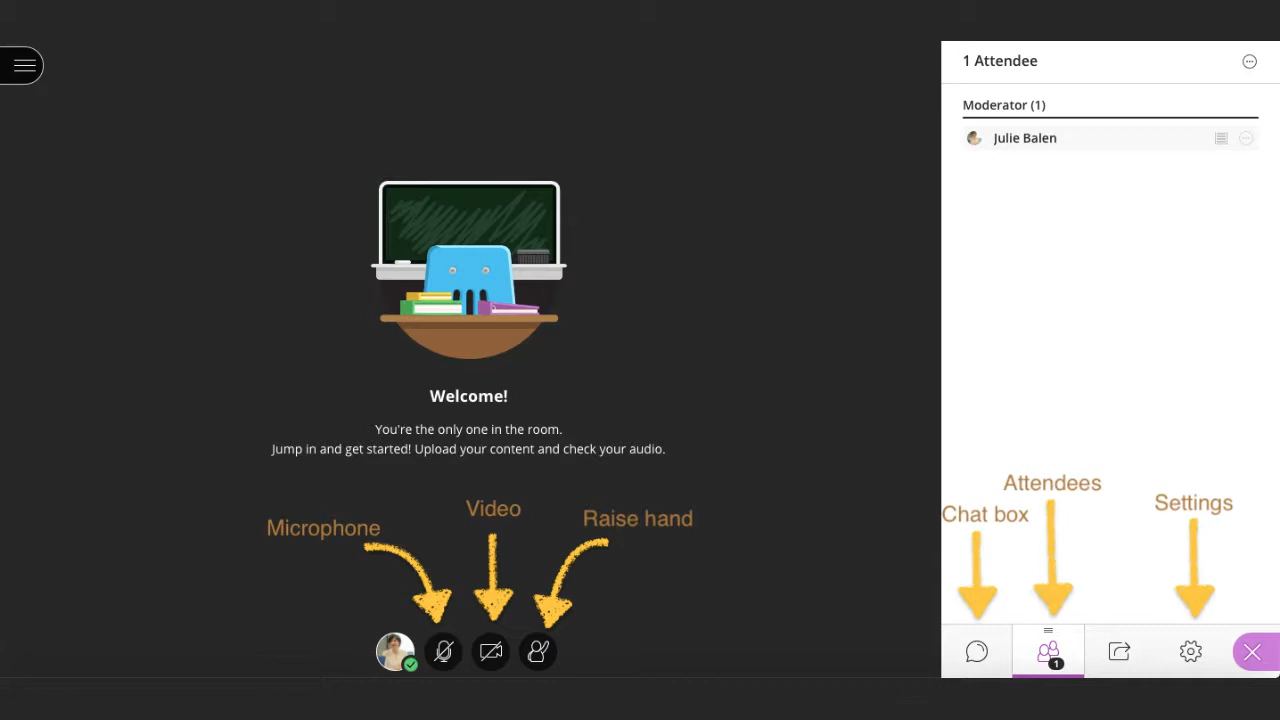 1 Attendee
Moderator (1)
Julie Balen
Welcome!
You're the only one in the room.
Jump in and get started! Upload your content and check your audio.
Microphone
Video
Raise hand
Chat box
Attendees
Settings
1